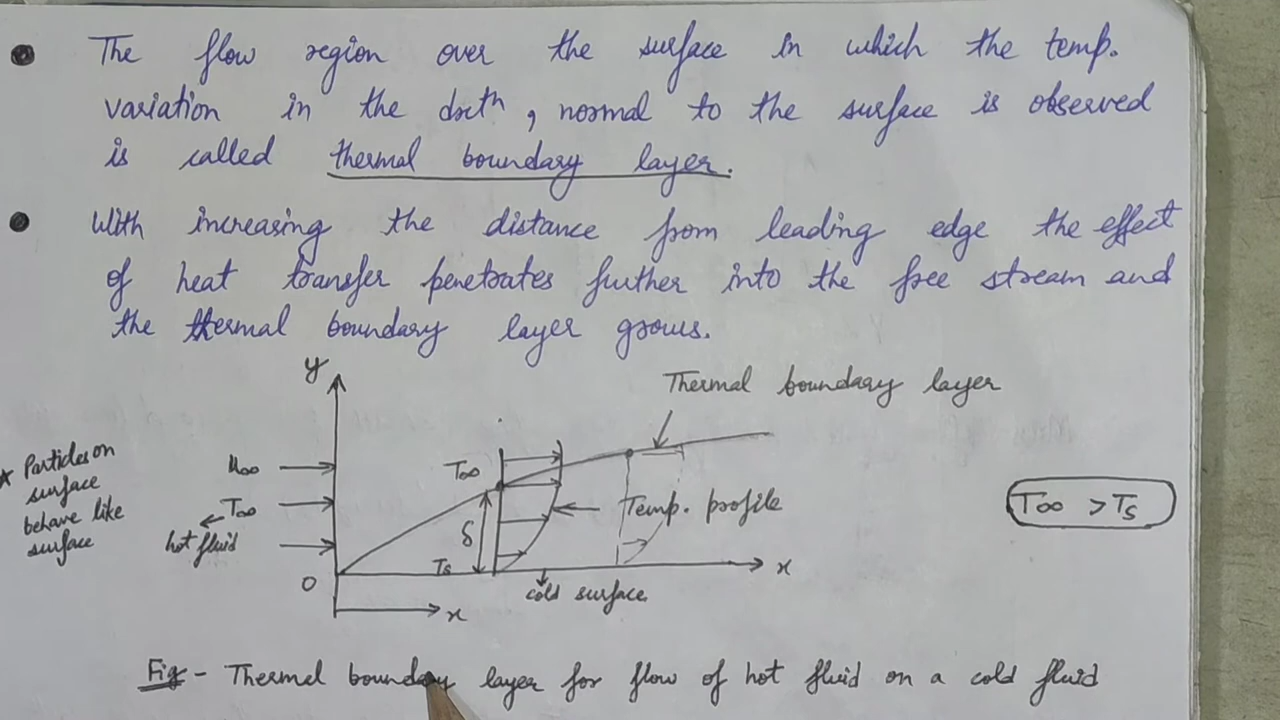 The flow region over the surface in which the temp.
variation in the dxth, normal to the surface is observed
is called thermal boundary layer.
With increasing the distance from leading edge the effect
of heat transfer penetrates further into the free stream and
the thermal boundary layer grows.
y
Thermal boundary layer
★ Particles on
surface
behave like
surface
U∞
T∞
hot fluid
T∞
δ
Ts
Temp. profile
T∞ > Ts
O
x
cold surface
x
Fig - Thermal boundary layer for flow of hot fluid on a cold fluid